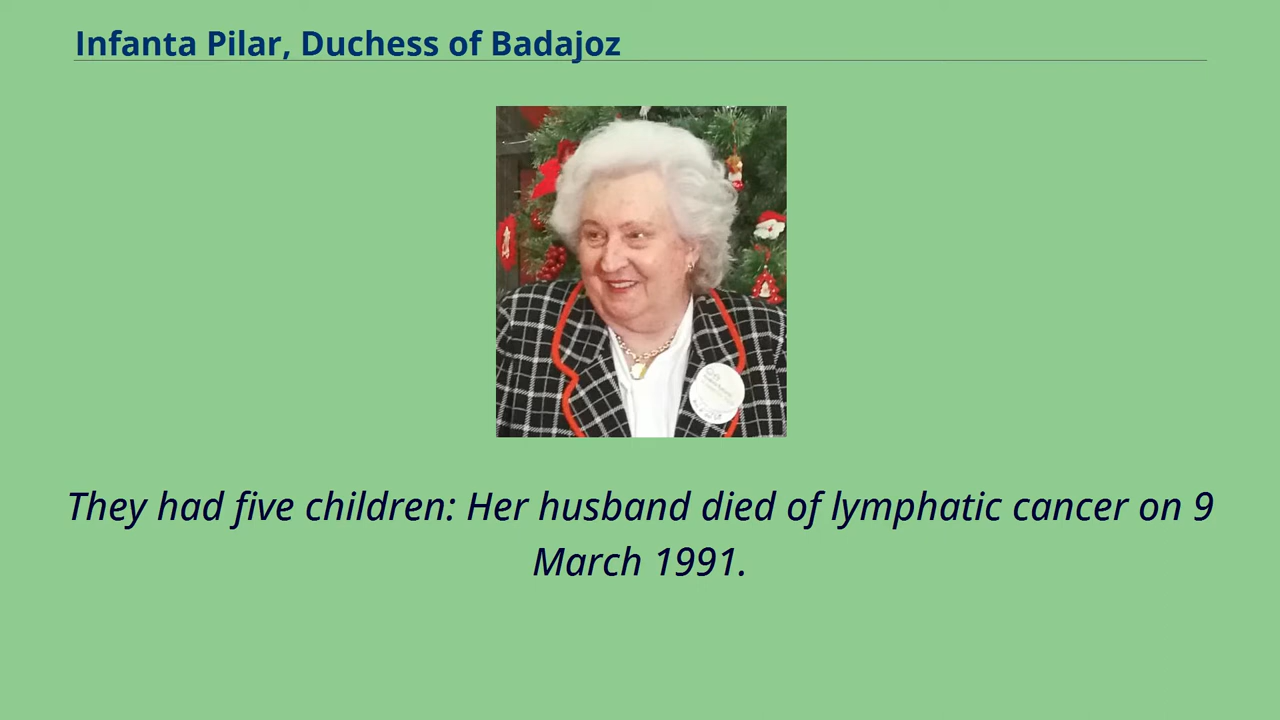 Infanta Pilar, Duchess of Badajoz
They had five children: Her husband died of lymphatic cancer on 9
March 1991.